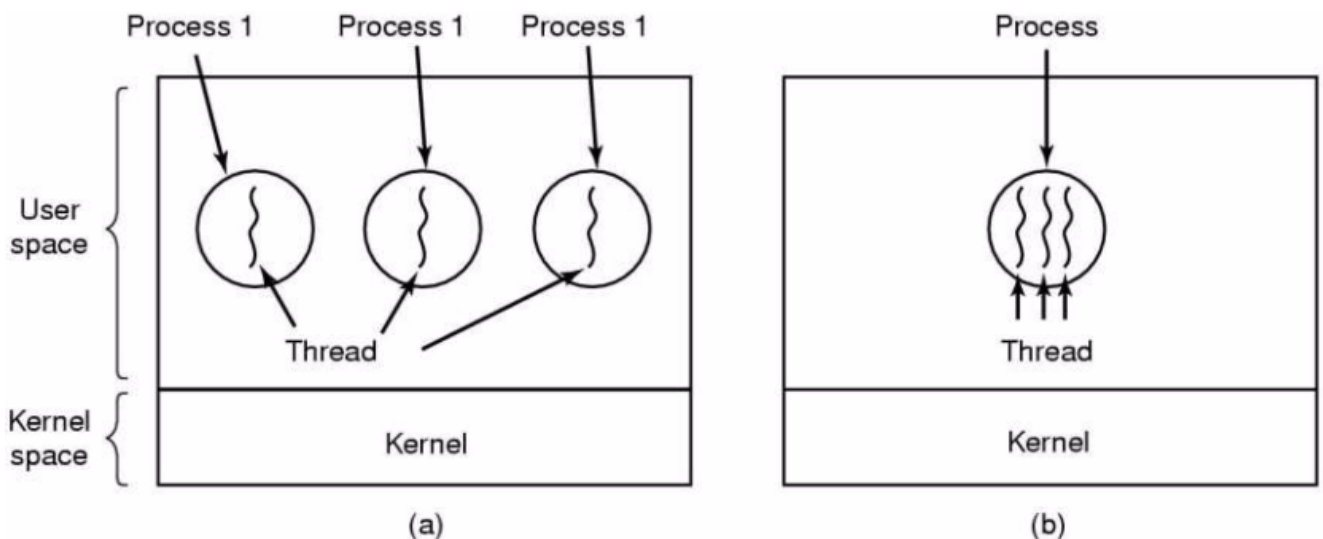 Process 1
Process 1
Process 1
Process
User
space
Thread
Thread
Kernel
space
Kernel
Kernel
(a)
(b)